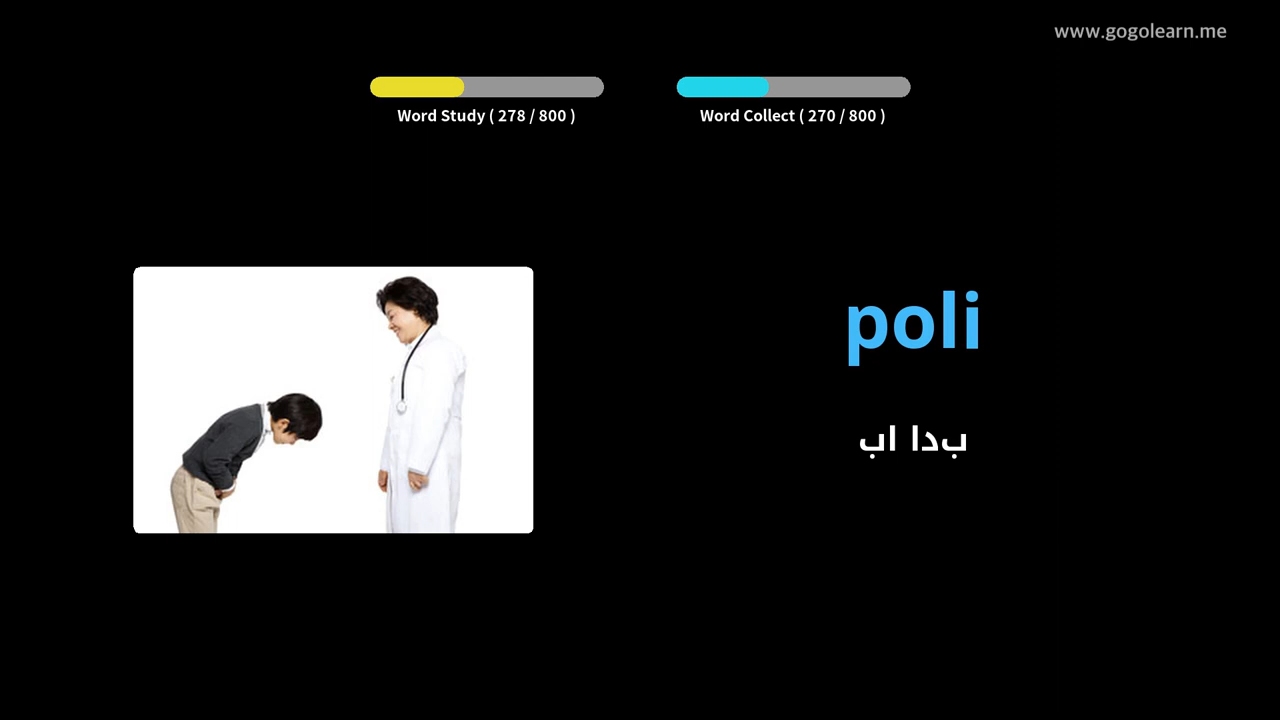 www.gogolearn.me
Word Study ( 278 / 800 )
Word Collect ( 270 / 800 )
poli
بدا اب